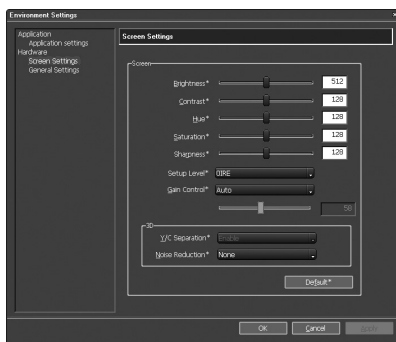 Environment Settings
Application
Application settings
Hardware
Screen Settings
General Settings
Screen Settings
Screen
Brightness* 512
Contrast* 128
Hue* 128
Saturation* 128
Sharpness* 128
Setup Level* 0IRE
Gain Control* Auto
58
3D
Y/C Separation* Enable
Noise Reduction* None
Default*
OK Cancel Apply